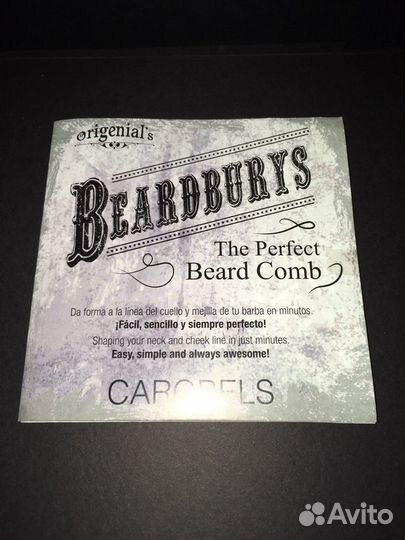 Origenial's
BEARDBURYS
The Perfect
Beard Comb
Da forma a la línea del cuello y mejilla de tu barba en minutos.
¡Fácil, sencillo y siempre perfecto!
Shaping your neck and cheek line in just minutes.
Easy, simple and always awesome!
CAROBELS
Avito